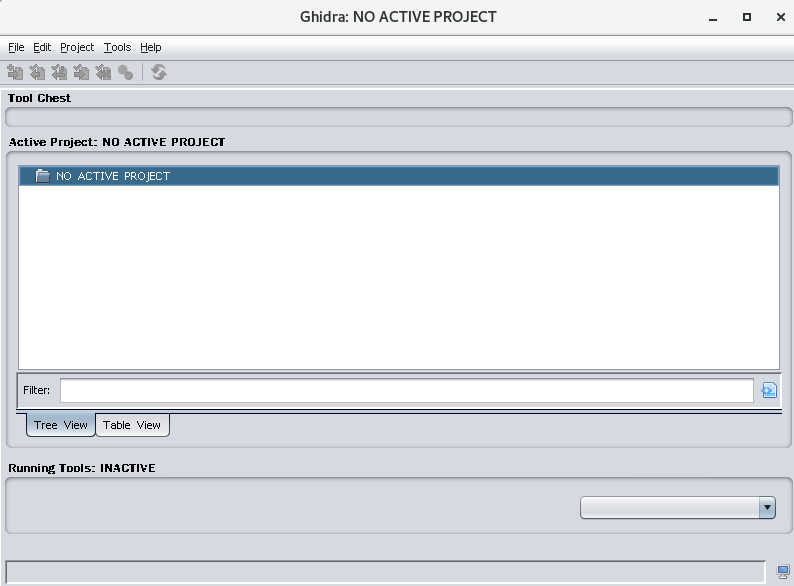 Ghidra: NO ACTIVE PROJECT
File Edit Project Tools Help
Tool Chest
Active Project: NO ACTIVE PROJECT
NO ACTIVE PROJECT
Filter:
Tree View Table View
Running Tools: INACTIVE